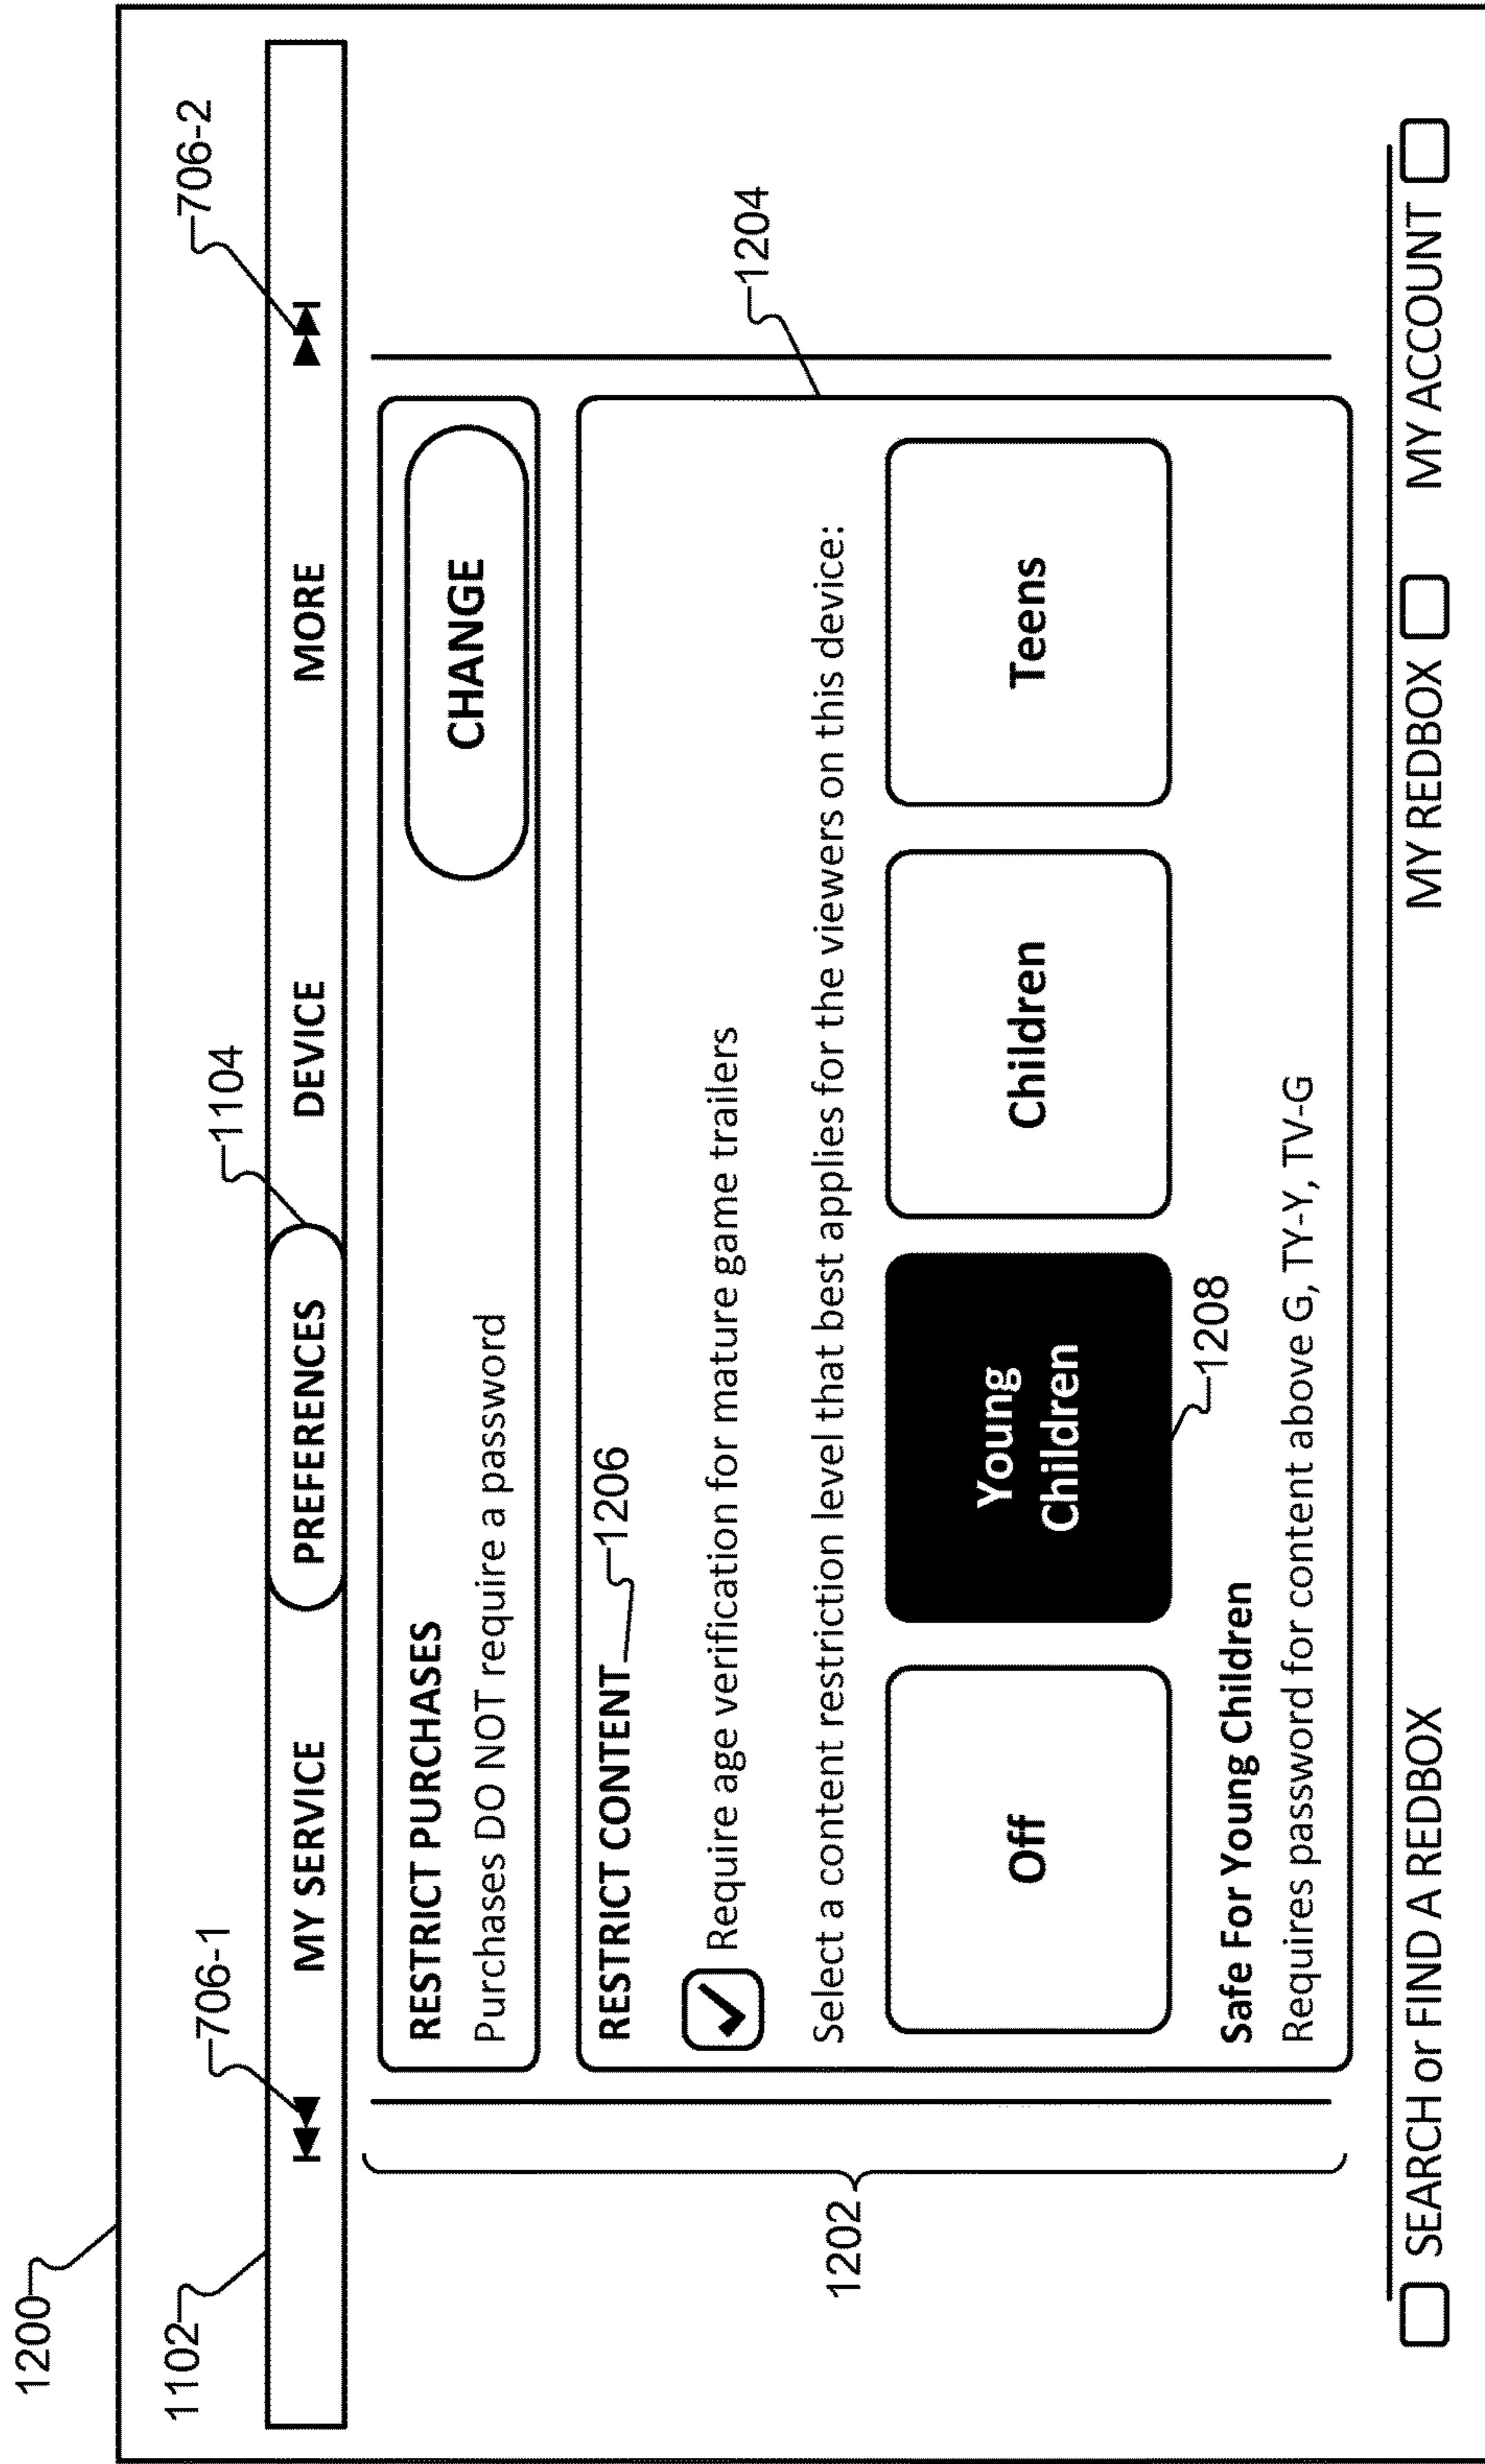 1200
1102
706-1
1104
706-2
MY SERVICE
PREFERENCES
DEVICE
MORE
RESTRICT PURCHASES
Purchases DO NOT require a password
CHANGE
1202
1204
RESTRICT CONTENT
1206
Require age verification for mature game trailers
Select a content restriction level that best applies for the viewers on this device:
Off
Young
Children
Children
Teens
1208
Safe For Young Children
Requires password for content above G, TY-Y, TV-G
SEARCH or FIND A REDBOX
MY REDBOX
MY ACCOUNT